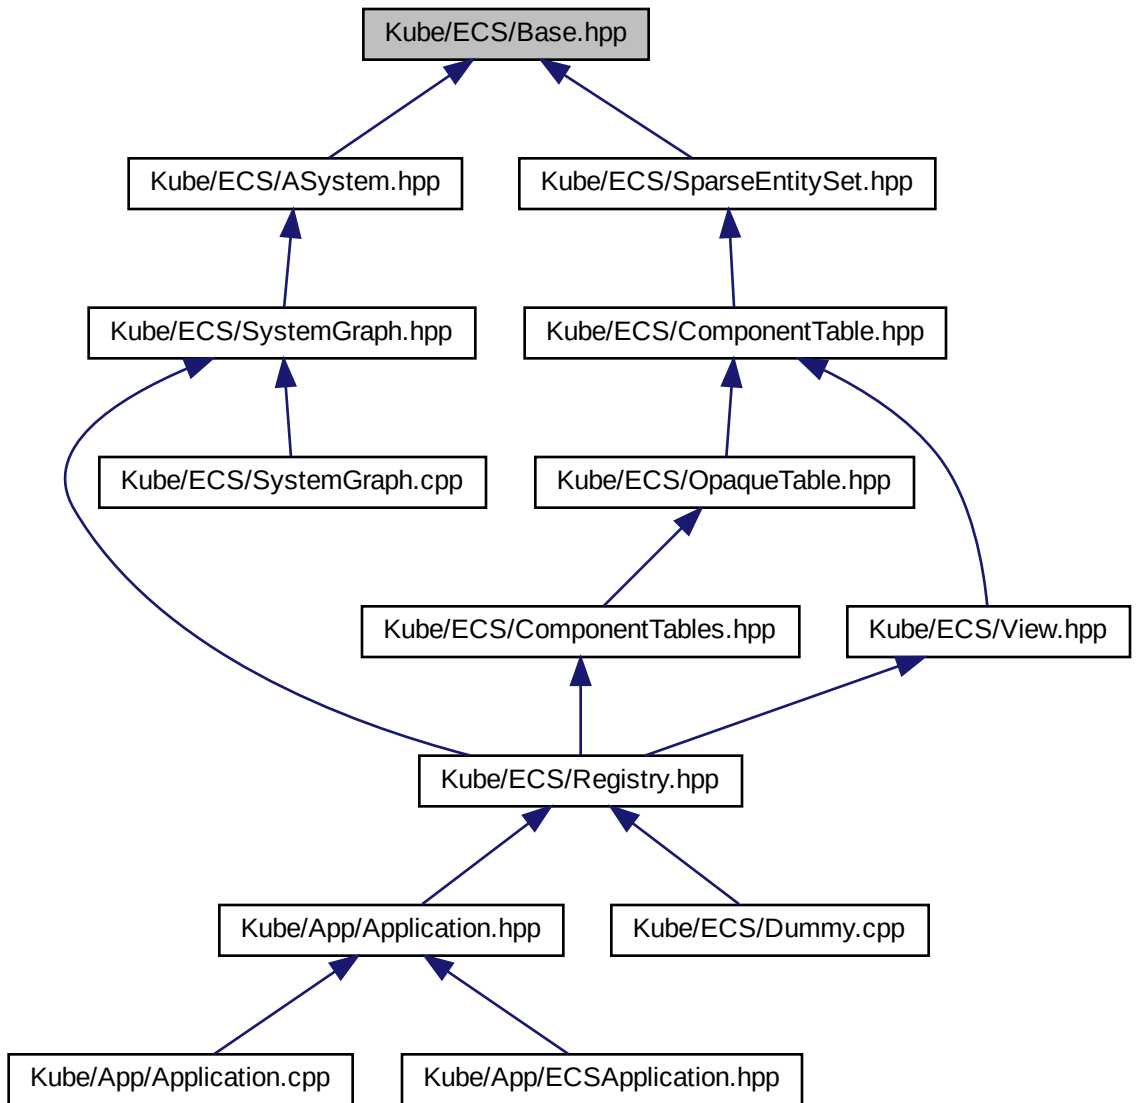 Kube/ECS/Base.hpp
Kube/ECS/ASystem.hpp
Kube/ECS/SparseEntitySet.hpp
Kube/ECS/SystemGraph.hpp
Kube/ECS/ComponentTable.hpp
Kube/ECS/SystemGraph.cpp
Kube/ECS/OpaqueTable.hpp
Kube/ECS/ComponentTables.hpp
Kube/ECS/View.hpp
Kube/ECS/Registry.hpp
Kube/App/Application.hpp
Kube/ECS/Dummy.cpp
Kube/App/Application.cpp
Kube/App/ECSApplication.hpp